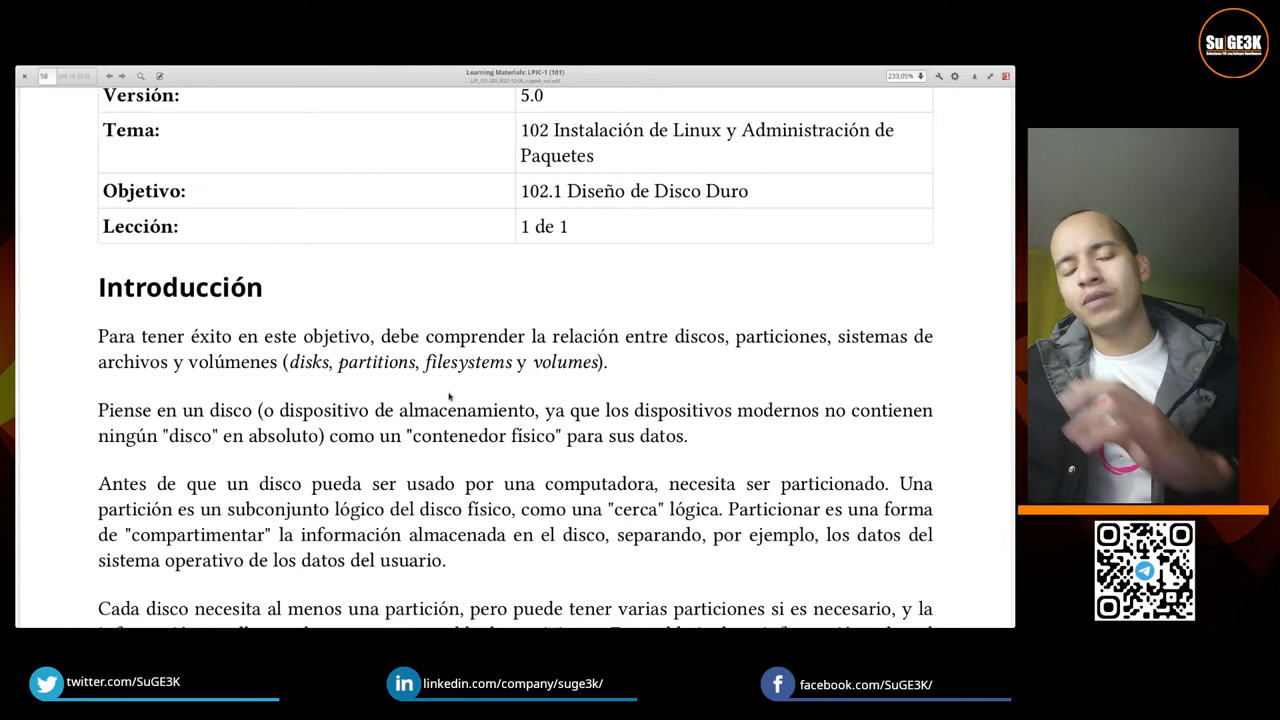 SuGE3K
Learning Materials: LPIC-1 (101)
58
233,05%
Versión:
5.0
Tema:
102 Instalación de Linux y Administración de
Paquetes
Objetivo:
102.1 Diseño de Disco Duro
Lección:
1 de 1
Introducción
Para tener éxito en este objetivo, debe comprender la relación entre discos, particiones, sistemas de
archivos y volúmenes (disks, partitions, filesystems y volumes).
Piense en un disco (o dispositivo de almacenamiento, ya que los dispositivos modernos no contienen
ningún "disco" en absoluto) como un "contenedor físico" para sus datos.
Antes de que un disco pueda ser usado por una computadora, necesita ser particionado. Una
partición es un subconjunto lógico del disco físico, como una "cerca" lógica. Particionar es una forma
de "compartimentar" la información almacenada en el disco, separando, por ejemplo, los datos del
sistema operativo de los datos del usuario.
Cada disco necesita al menos una partición, pero puede tener varias particiones si es necesario, y la
twitter.com/SuGE3K
linkedin.com/company/suge3k/
facebook.com/SuGE3K/